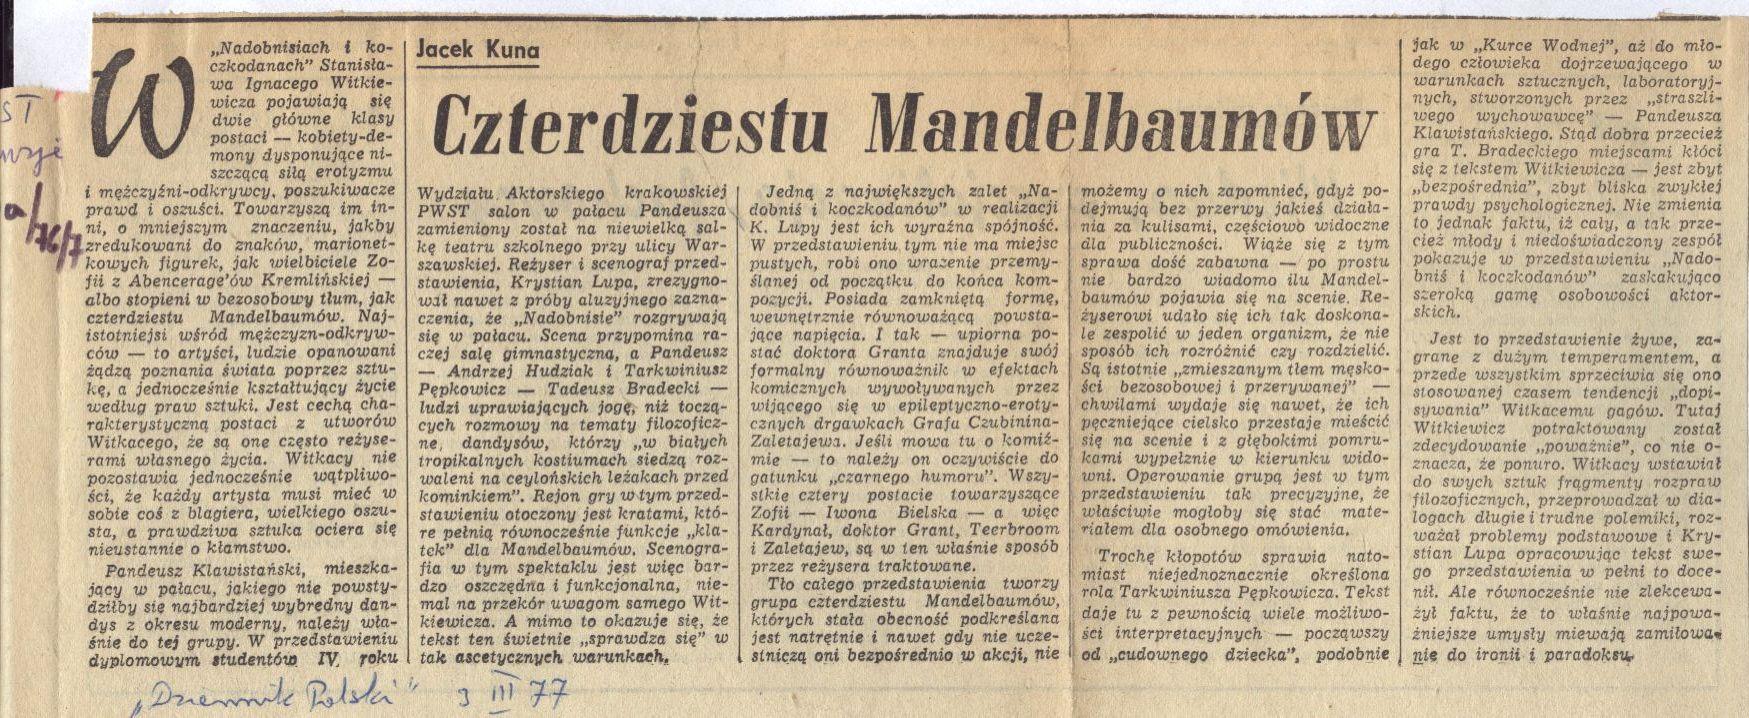 Jacek Kuna
Czterdziestu Mandelbaumów
W „Nadobnisiach i ko-
czkodanach” Stanisła-
wa Ignacego Witkie-
wicza pojawiają się
dwie główne klasy
postaci — kobiety-de-
mony dysponujące ni-
szczącą siłą erotyzmu
i mężczyźni-odkrywcy, poszukiwacze
prawd i oszuści. Towarzyszą im in-
ni, o mniejszym znaczeniu, jakby
zredukowani do znaków, marionet-
kowych figurek, jak wielbiciele Zo-
fii z Abencerage'ów Kremlińskiej —
albo stopieni w bezosobowy tłum, jak
czterdziestu Mandelbaumów. Naj-
istotniejsi wśród mężczyzn-odkryw-
ców — to artyści, ludzie opanowani
żądzą poznania świata poprzez sztu-
kę, a jednocześnie kształtujący życie
według praw sztuki. Jest cechą cha-
rakterystyczną postaci z utworów
Witkacego, że są one często reżyse-
rami własnego życia. Witkacy nie
pozostawia jednocześnie wątpliwo-
ści, że każdy artysta musi mieć w
sobie coś z blagiera, wielkiego oszu-
sta, a prawdziwa sztuka ociera się
nieustannie o kłamstwo.
Pandeusz Klawistański, mieszka-
jący w pałacu, jakiego nie powsty-
dziłby się najbardziej wybredny dan-
dys z okresu moderny, należy wła-
śnie do tej grupy. W przedstawieniu
dyplomowym studentów IV roku
Wydziału Aktorskiego krakowskiej
PWST salon w pałacu Pandeusza
zamieniony został na niewielką sal-
kę teatru szkolnego przy ulicy War-
szawskiej. Reżyser i scenograf przed-
stawienia, Krystian Lupa, zrezygno-
wał nawet z próby aluzyjnego zazna-
czenia, że „Nadobnisie” rozgrywają
się w pałacu. Scena przypomina ra-
czej salę gimnastyczną, a Pandeusz
— Andrzej Hudziak i Tarkwiniusz
Pępkowicz — Tadeusz Bradecki —
ludzi uprawiających jogę, niż toczą-
cych rozmowy na tematy filozoficz-
ne, dandysów, którzy „w białych
tropikalnych kostiumach siedzą roz-
waleni na ceylońskich leżakach przed
kominkiem”. Rejon gry w tym przed-
stawieniu otoczony jest kratami, któ-
re pełnią równocześnie funkcje „kla-
tek” dla Mandelbaumów. Scenogra-
fia w tym spektaklu jest więc bar-
dzo oszczędna i funkcjonalna, nie-
mal na przekór uwagom samego Wit-
kiewicza. A mimo to okazuje się, że
tekst ten świetnie „sprawdza się” w
tak ascetycznych warunkach.
Jedną z największych zalet „Na-
dobniś i koczkodanów” w realizacji
K. Lupy jest ich wyraźna spójność.
W przedstawieniu tym nie ma miejsc
pustych, robi ono wrażenie przemy-
ślanej od początku do końca kom-
pozycji. Posiada zamkniętą formę,
wewnętrznie równoważącą powsta-
jące napięcia. I tak — upiorna po-
stać doktora Granta znajduje swój
formalny równoważnik w efektach
komicznych wywoływanych przez
wijącego się w epileptyczno-eroty-
cznych drgawkach Grafa Czubinina-
Zaletajewa. Jeśli mowa tu o komiź-
mie — to należy on oczywiście do
gatunku „czarnego humoru”. Wszy-
stkie cztery postacie towarzyszące
Zofii — Iwona Bielska — a więc
Kardynał, doktor Grant, Teerbroom
i Zaletajew, są w ten właśnie sposób
przez reżysera traktowane.
Tło całego przedstawienia tworzy
grupa czterdziestu Mandelbaumów,
których stała obecność podkreślana
jest natrętnie i nawet gdy nie ucze-
stniczą oni bezpośrednio w akcji, nie
możemy o nich zapomnieć, gdyż po-
dejmują bez przerwy jakieś działa-
nia za kulisami, częściowo widoczne
dla publiczności. Wiąże się z tym
sprawa dość zabawna — po prostu
nie bardzo wiadomo ilu Mandel-
baumów pojawia się na scenie. Re-
żyserowi udało się ich tak doskona-
le zespolić w jeden organizm, że nie
sposób ich rozróżnić czy rozdzielić.
Są istotnie „zmieszanym tłem męsko-
ści bezosobowej i przerywanej” —
chwilami wydaje się nawet, że ich
pęczniejące cielsko przestaje mieścić
się na scenie i z głębokimi pomru-
kami wypełznie w kierunku wido-
wni. Operowanie grupą jest w tym
przedstawieniu tak precyzyjne, że
właściwie mogłoby się stać mate-
riałem dla osobnego omówienia.
Trochę kłopotów sprawia nato-
miast niejednoznacznie określona
rola Tarkwiniusza Pępkowicza. Tekst
daje tu z pewnością wiele możliwo-
ści interpretacyjnych — począwszy
od „cudownego dziecka”, podobnie
jak w „Kurce Wodnej”, aż do mło-
dego człowieka dojrzewającego w
warunkach sztucznych, laboratoryj-
nych, stworzonych przez „straszli-
wego wychowawcę” — Pandeusza
Klawistańskiego. Stąd dobra przecież
gra T. Bradeckiego miejscami kłóci
się z tekstem Witkiewicza — jest zbyt
„bezpośrednia”, zbyt bliska zwykłej
prawdy psychologicznej. Nie zmienia
to jednak faktu, iż cały, a tak prze-
cież młody i niedoświadczony zespół
pokazuje w przedstawieniu „Nadob-
niś i koczkodanów” zaskakująco
szeroką gamę osobowości aktor-
skich.
Jest to przedstawienie żywe, za-
grane z dużym temperamentem, a
przede wszystkim sprzeciwia się ono
stosowanej czasem tendencji „dopi-
sywania” Witkacemu gagów. Tutaj
Witkiewicz potraktowany został
zdecydowanie „poważnie”, co nie o-
znacza, że ponuro. Witkacy wstawiał
do swych sztuk fragmenty rozpraw
filozoficznych, przeprowadzał w dia-
logach długie i trudne polemiki, roz-
ważał problemy podstawowe i Kry-
stian Lupa opracowując tekst swe-
go przedstawienia w pełni to doce-
nił. Ale równocześnie nie zlekcewa-
żył faktu, że to właśnie najpowa-
żniejsze umysły miewają zamiłowa-
nie do ironii i paradoksu.
„Dziennik Polski” 3 III 77
ST
a/76/7